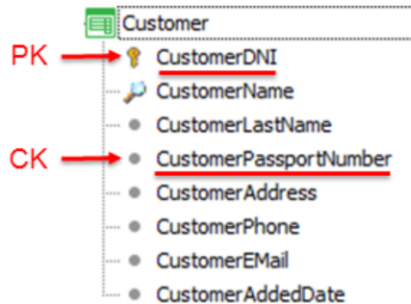 Customer
PK CustomerDNI
CustomerName
CustomerLastName
CK CustomerPassportNumber
CustomerAddress
CustomerPhone
CustomerEMail
CustomerAddedDate